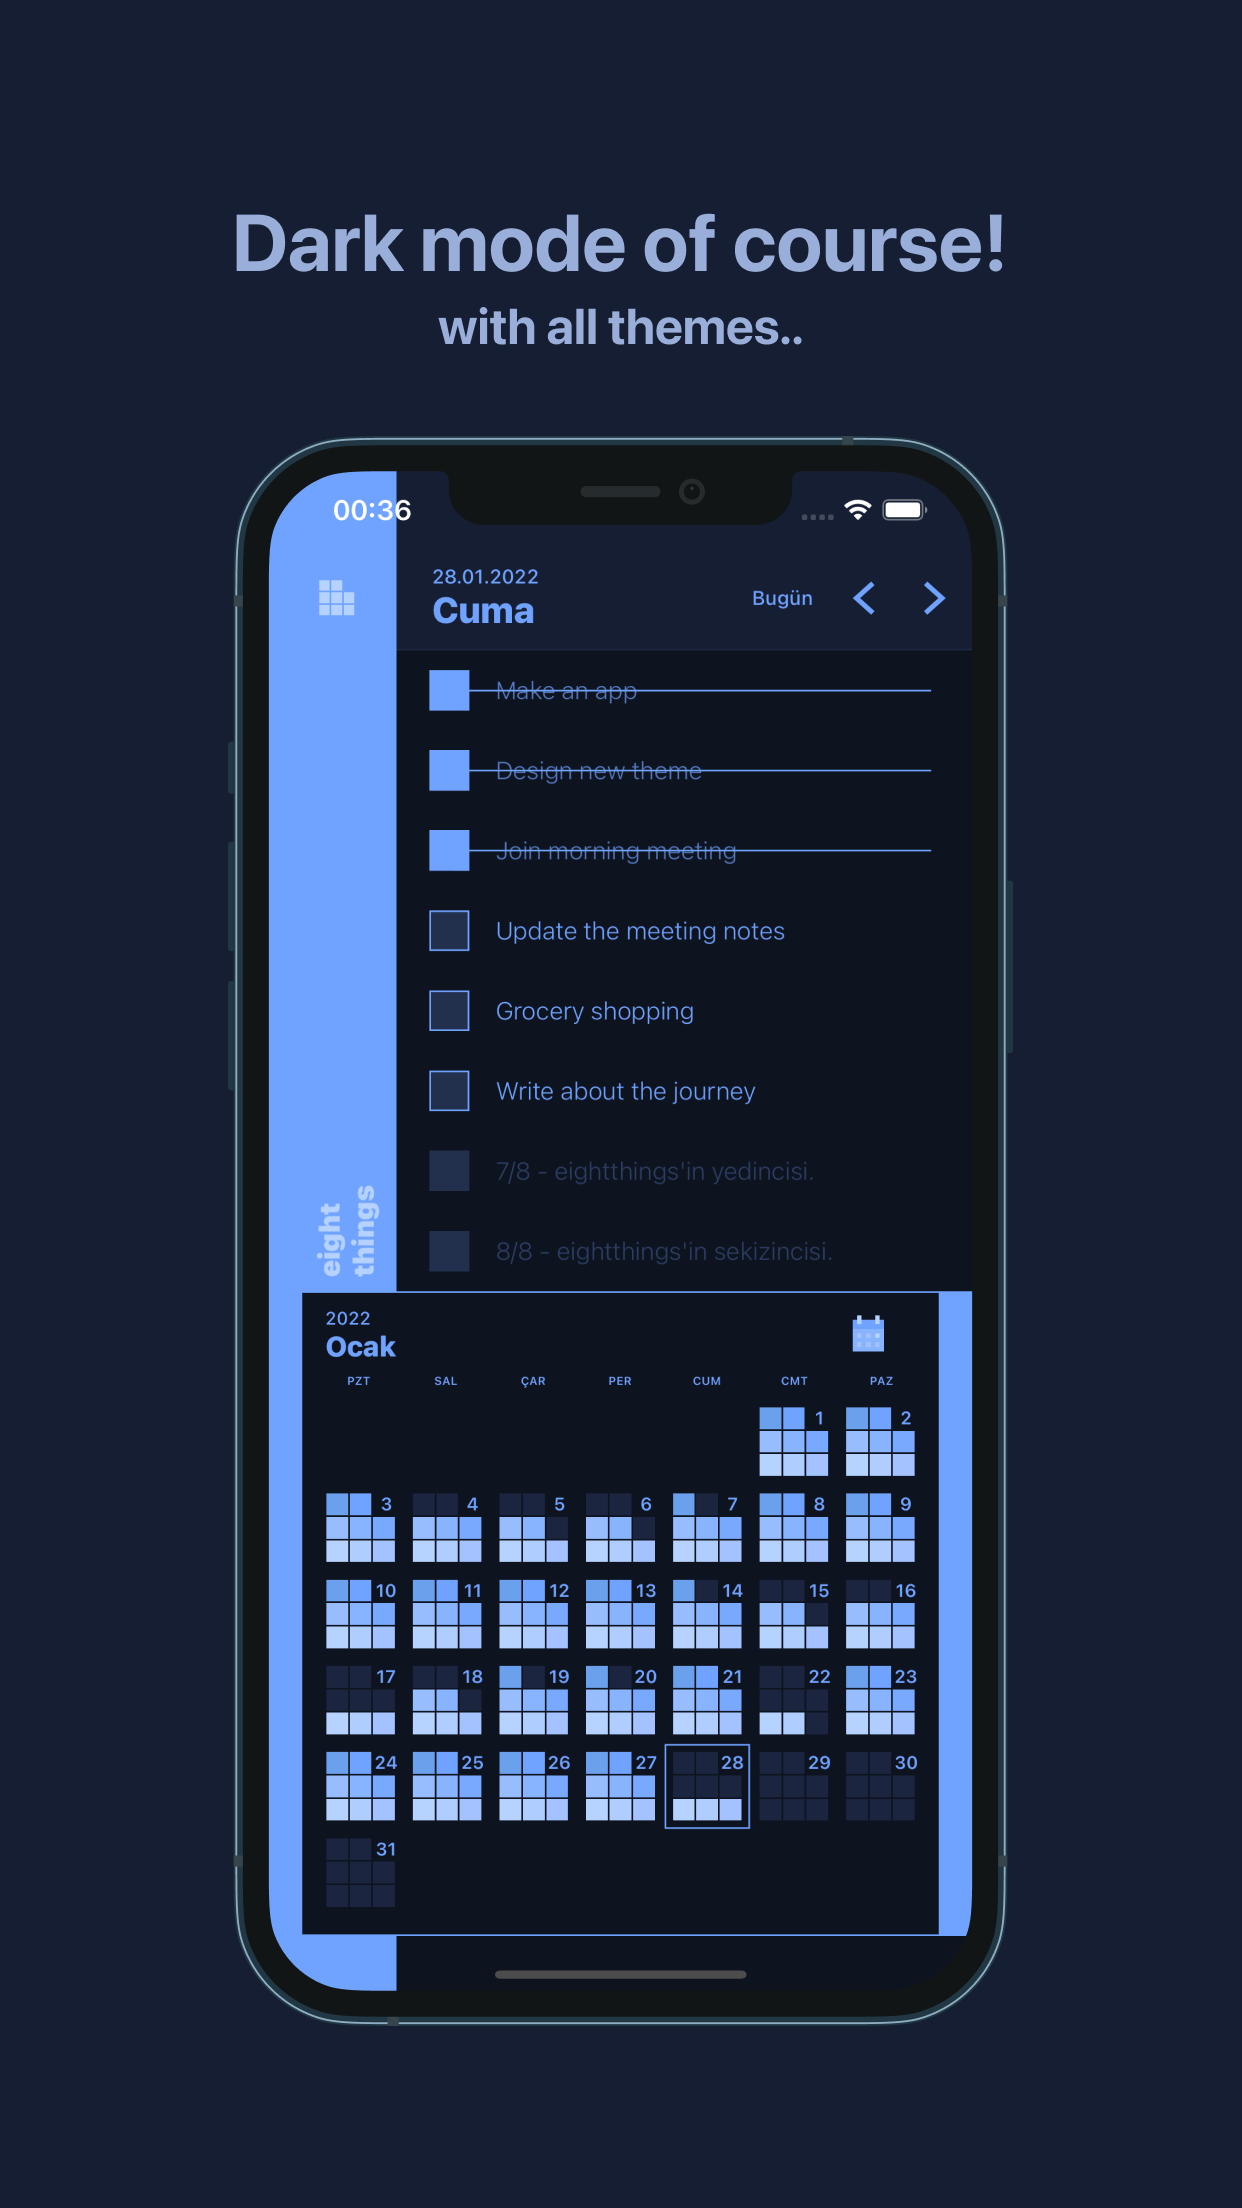 Dark mode of course!
with all themes..
00:36
28.01.2022
Cuma
Bugün
Make an app
Design new theme
Join morning meeting
Update the meeting notes
Grocery shopping
Write about the journey
7/8 - eightthings'in yedincisi.
8/8 - eightthings'in sekizincisi.
eight
things
2022
Ocak
PZT SAL ÇAR PER CUM CMT PAZ
1 2
3 4 5 6 7 8 9
10 11 12 13 14 15 16
17 18 19 20 21 22 23
24 25 26 27 28 29 30
31